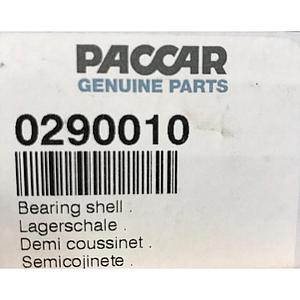 PACCAR
GENUINE PARTS
0290010
Bearing shell .
Lagerschale .
Demi coussinet .
Semicojinete .